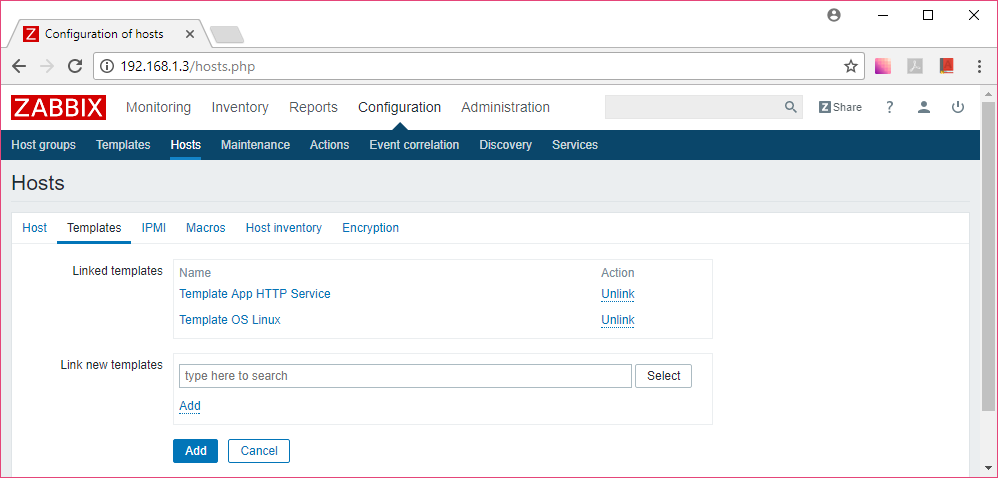 Configuration of hosts
192.168.1.3/hosts.php
ZABBIX Monitoring Inventory Reports Configuration Administration Z Share ?
Host groups Templates Hosts Maintenance Actions Event correlation Discovery Services
Hosts
Host Templates IPMI Macros Host inventory Encryption
Linked templates Name Action
Template App HTTP Service Unlink
Template OS Linux Unlink
Link new templates
type here to search Select
Add
Add Cancel